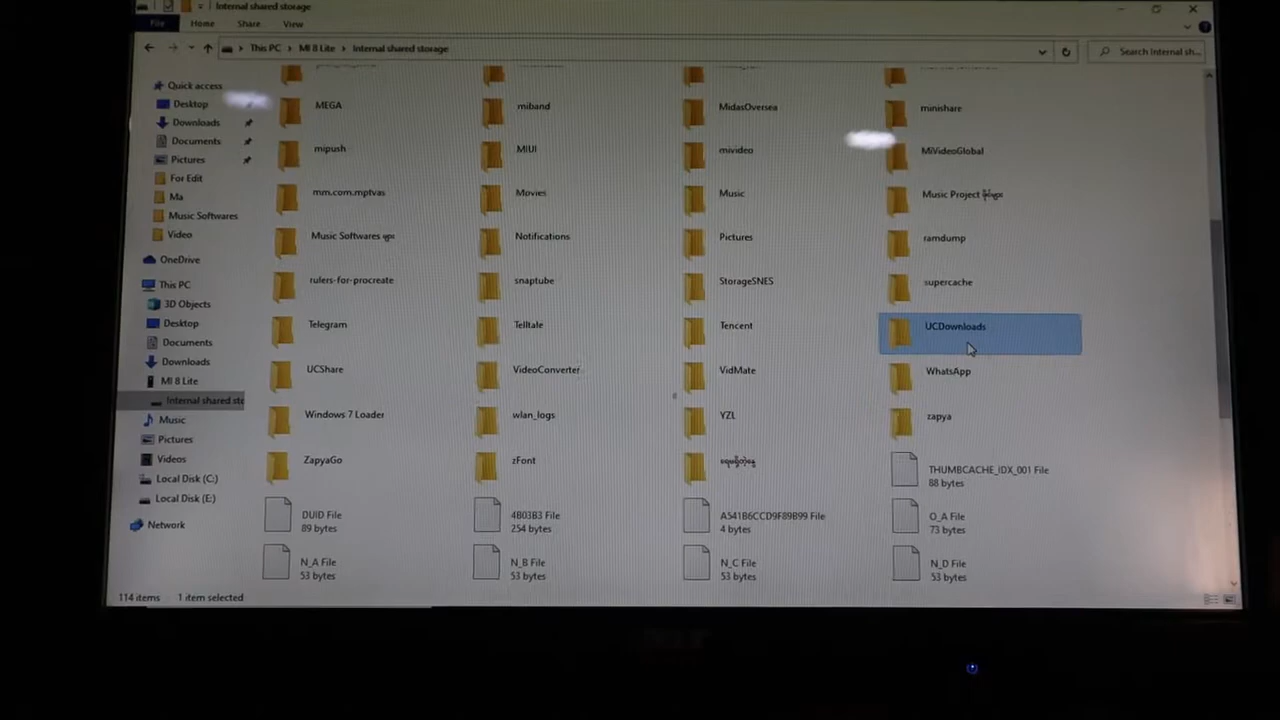 Internal shared storage
File Home Share View
This PC MI 8 Lite Internal shared storage
Search Internal sh...
Quick access
Desktop
Downloads
Documents
Pictures
For Edit
Ma
Music Softwares
Video
OneDrive
This PC
3D Objects
Desktop
Documents
Downloads
MI 8 Lite
Internal shared sto
Music
Pictures
Videos
Local Disk (C:)
Local Disk (E:)
Network
MEGA miband MidasOversea minishare
mipush MIUI mivideo MiVideoGlobal
mm.com.mptvas Movies Music Music Project
Music Softwares များ Notifications Pictures ramdump
rulers-for-procreate snaptube StorageSNES supercache
Telegram Telltale Tencent UCDownloads
UCShare VideoConverter VidMate WhatsApp
Windows 7 Loader wlan_logs YZL zapya
ZapyaGo zFont THUMBCACHE_IDX_001 File
88 bytes
DUID File 4B03B3 File A541B6CCD9F89B99 File O_A File
89 bytes 254 bytes 4 bytes 73 bytes
N_A File N_B File N_C File N_D File
53 bytes 53 bytes 53 bytes 53 bytes
114 items 1 item selected